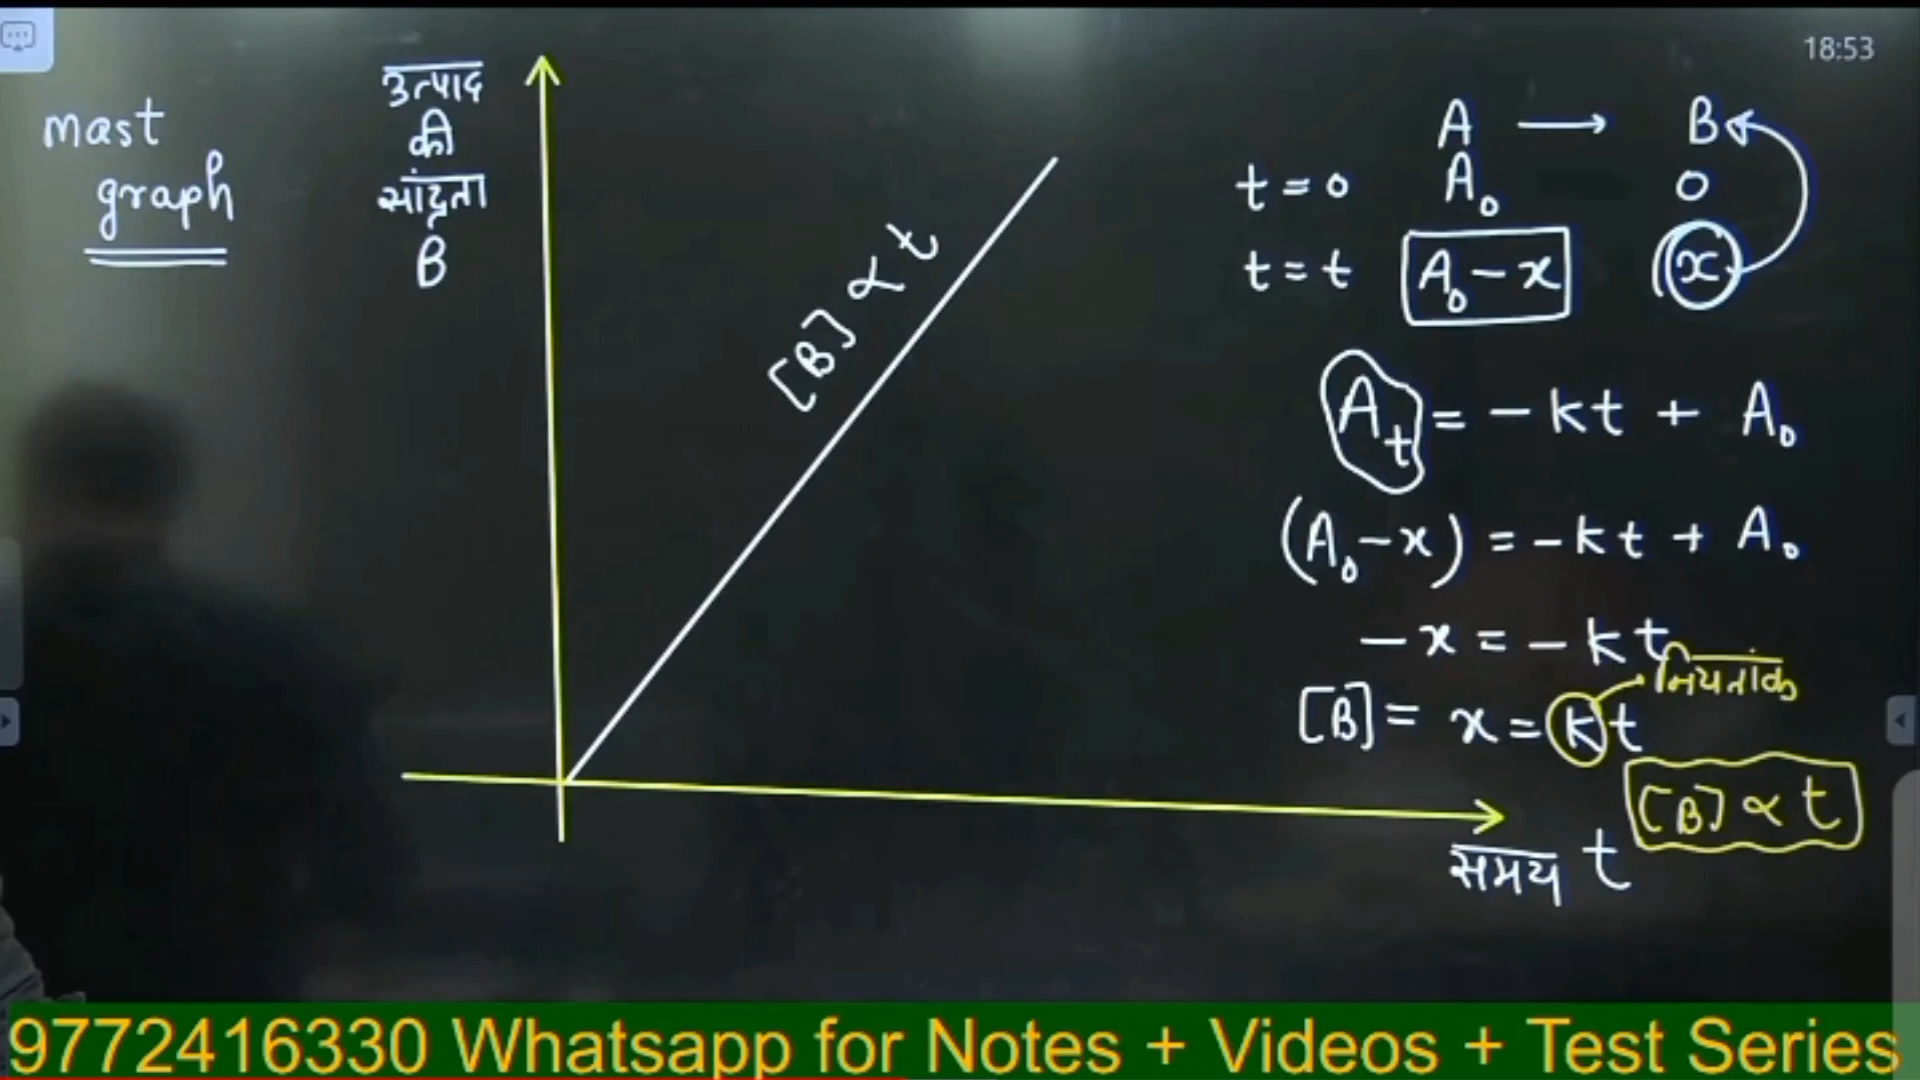 18:53
mast
graph
उत्पाद
की
सांद्रता
B
[B] ∝ t
A → B
t = 0 A₀ 0
t = t A₀ - x x
Aₜ = - kt + A₀
(A₀ - x) = - kt + A₀
- x = - kt
नियतांक
[B] = x = kt
[B] ∝ t
समय t
9772416330 Whatsapp for Notes + Videos + Test Series